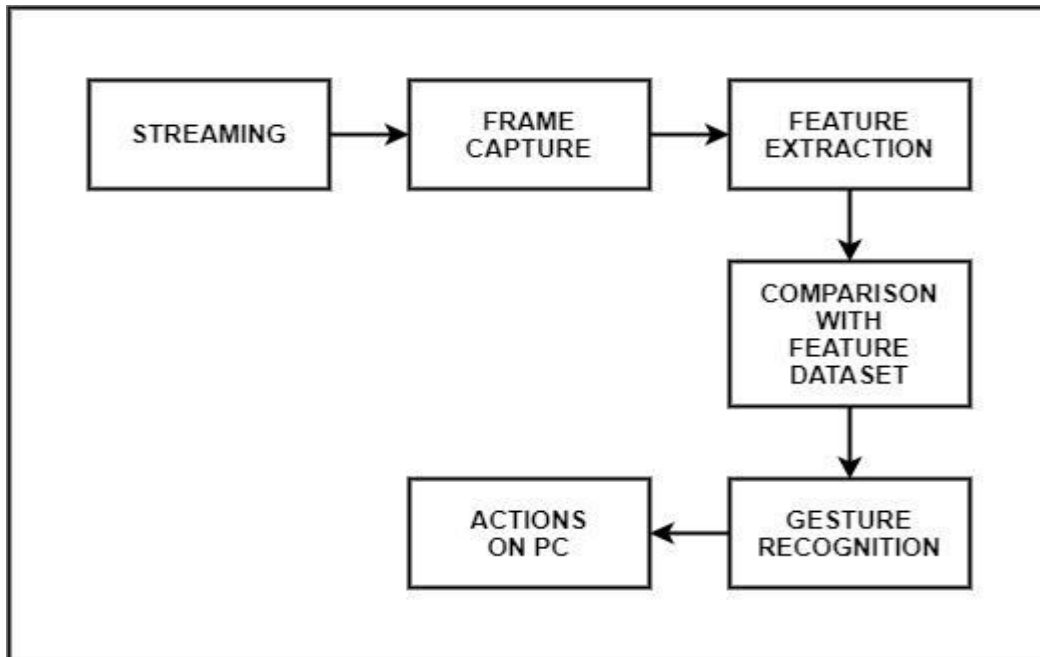 STREAMING
FRAME
CAPTURE
FEATURE
EXTRACTION
COMPARISON
WITH
FEATURE
DATASET
GESTURE
RECOGNITION
ACTIONS
ON PC